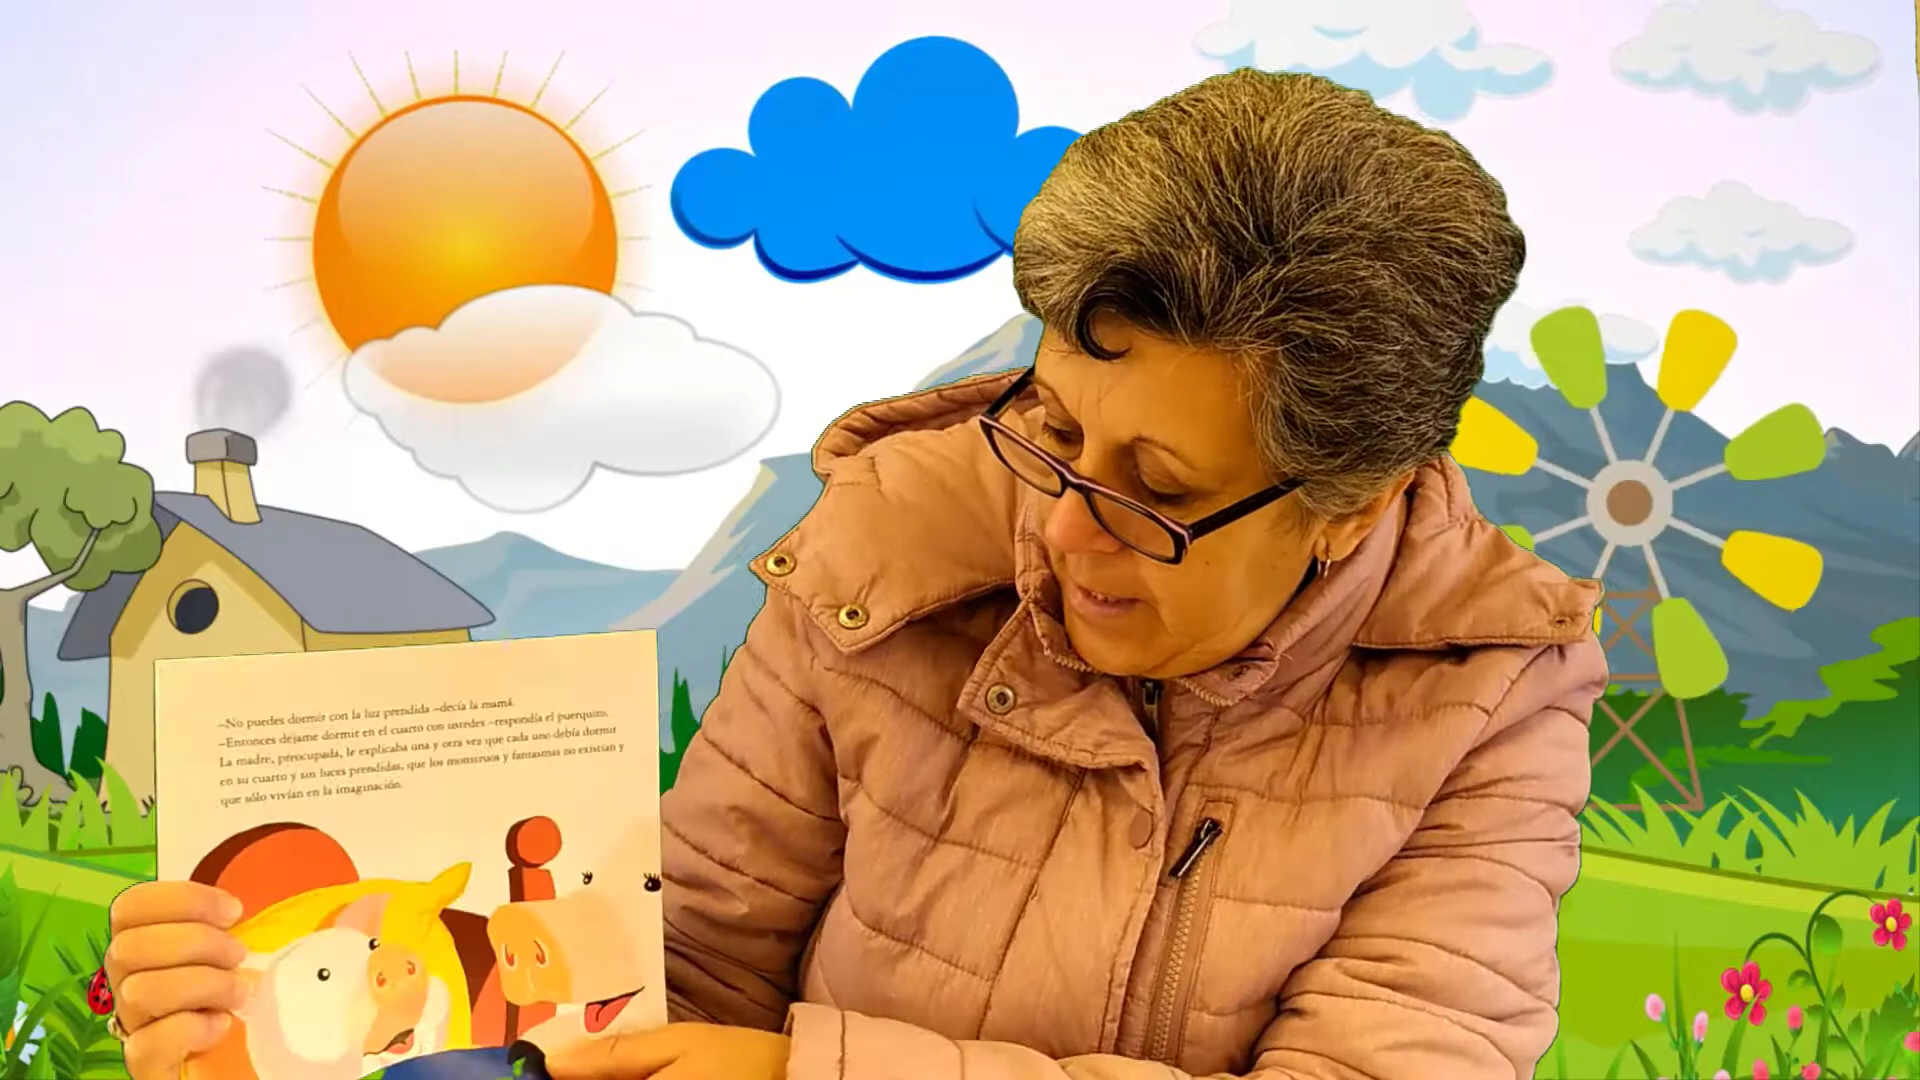 –No puedes dormir con la luz prendida –decía la mamá.
–Entonces déjame dormir en el cuarto con ustedes –respondía el puerquito.
La madre, preocupada, le explicaba una y otra vez que cada uno debía dormir
en su cuarto y sin luces prendidas, que los monstruos y fantasmas no existían y
que sólo vivían en la imaginación.